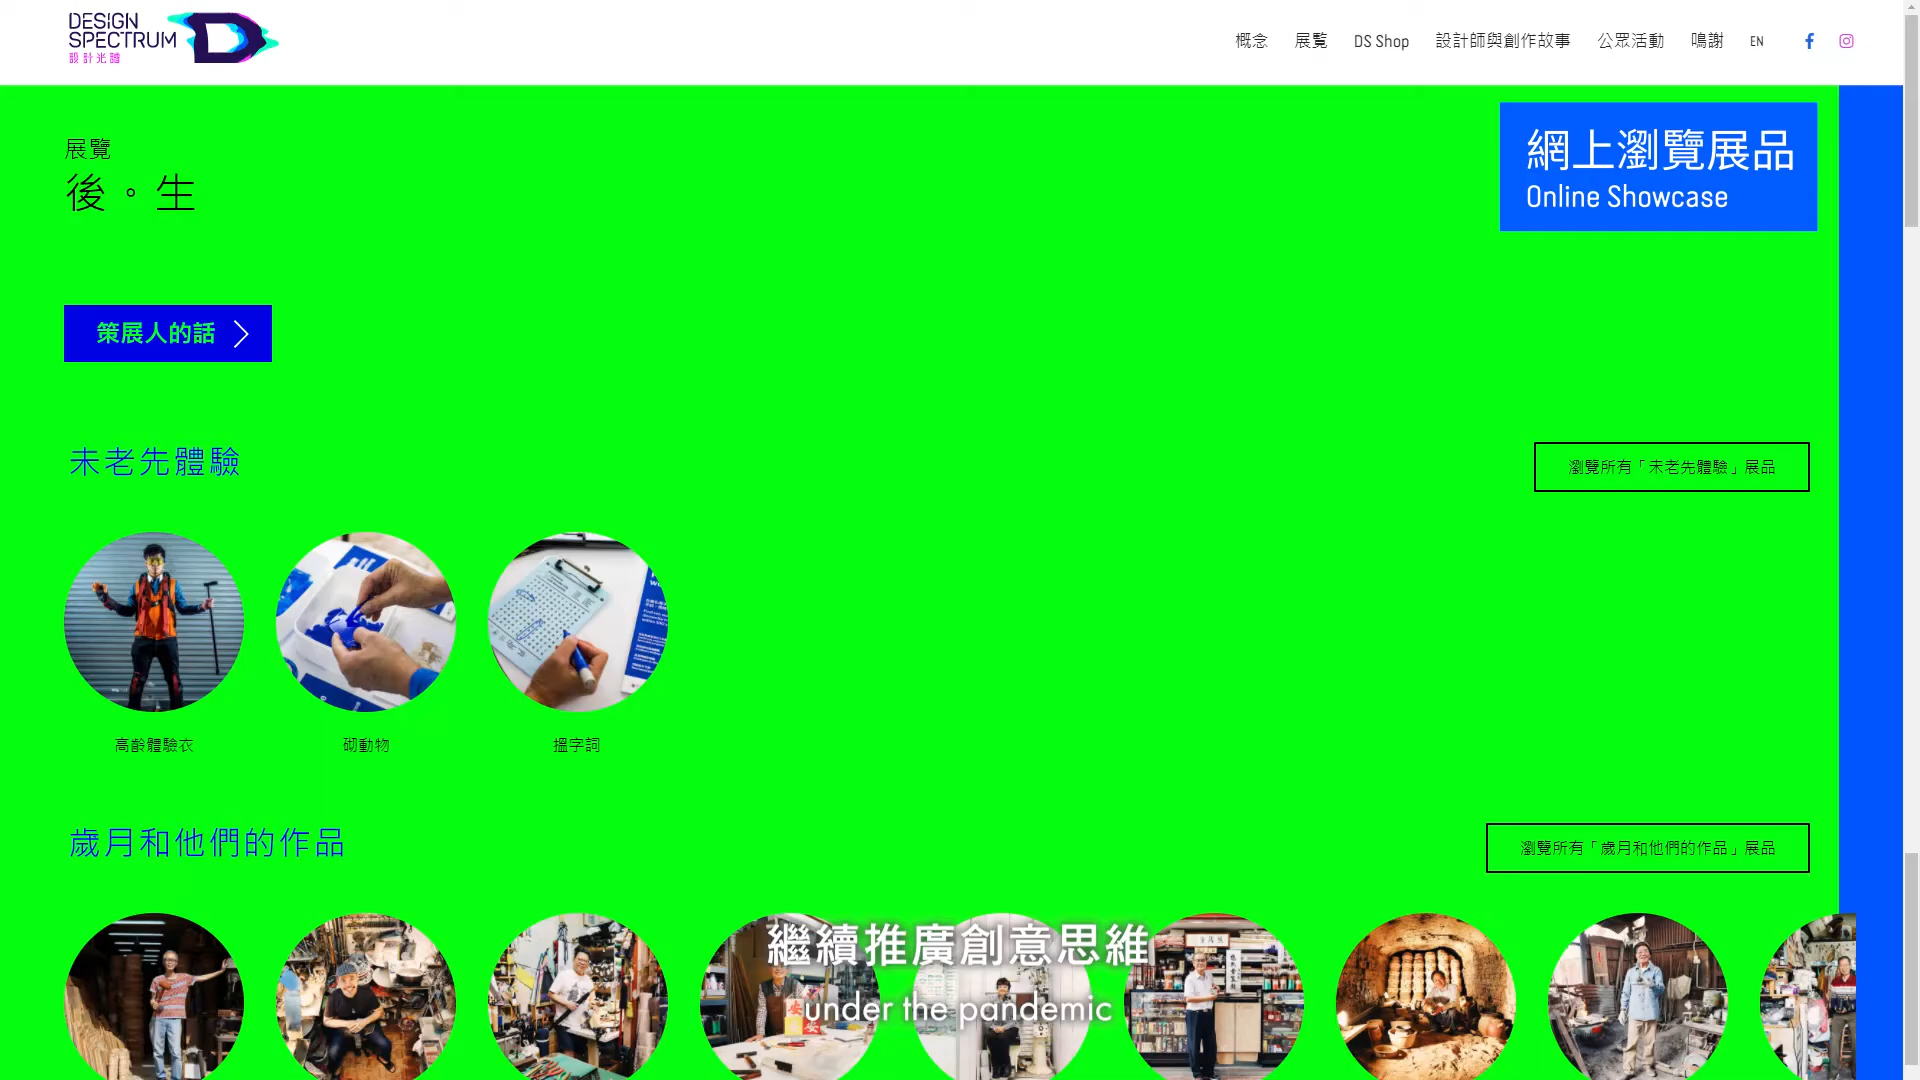 DESIGN
SPECTRUM
設計光譜
概念 展覧 DS Shop 設計師與創作故事 公眾活動 鳴謝 EN
網上瀏覽展品
Online Showcase
展覽
後。生
策展人的話
未老先體驗
瀏覽所有「未老先體驗」展品
高齡體驗衣
砌動物
搵字詞
歲月和他們的作品
瀏覽所有「歲月和他們的作品」展品
繼續推廣創意思維
under the pandemic